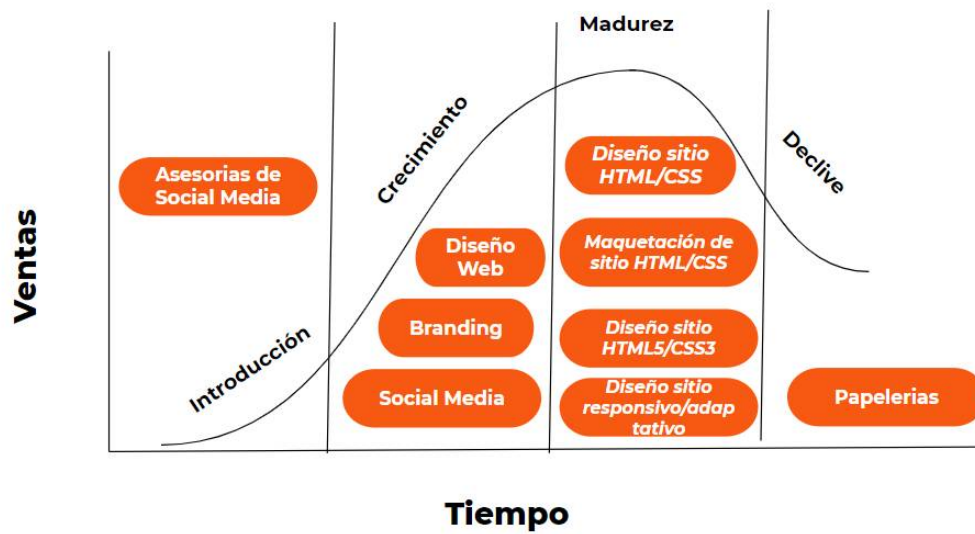 Madurez
Crecimiento
Declive
Introducción
Asesorias de
Social Media
Diseño
Web
Branding
Social Media
Diseño sitio
HTML/CSS
Maquetación de
sitio HTML/CSS
Diseño sitio
HTML5/CSS3
Diseño sitio
responsivo/adap
tativo
Papelerias
Ventas
Tiempo